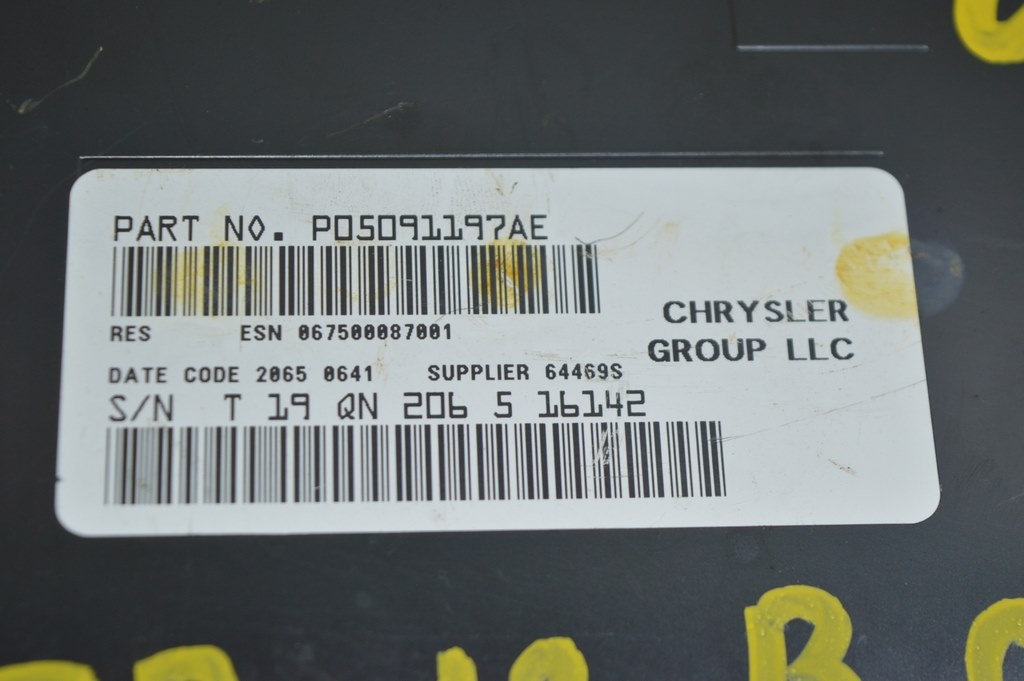 PART NO. P05091197AE
RES ESN 067500087001
CHRYSLER
GROUP LLC
DATE CODE 2065 0641 SUPPLIER 64469S
S/N T 19 QN 206 5 16142
B